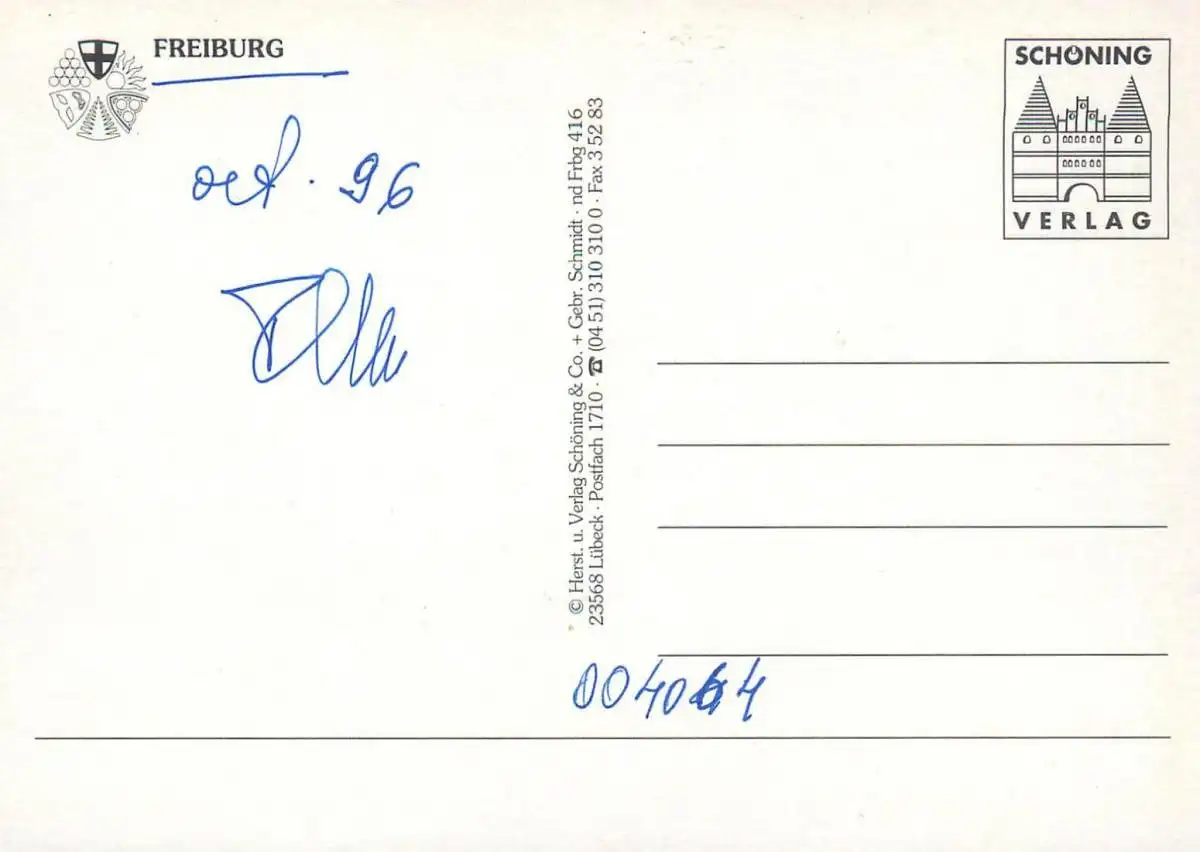 FREIBURG
oct. 96
© Herst. u. Verlag Schöning & Co. + Gebr. Schmidt · nd Frbg 416
23568 Lübeck · Postfach 1710 · ☎ (04 51) 310 310 0 · Fax 3 52 83
SCHÖNING
VERLAG